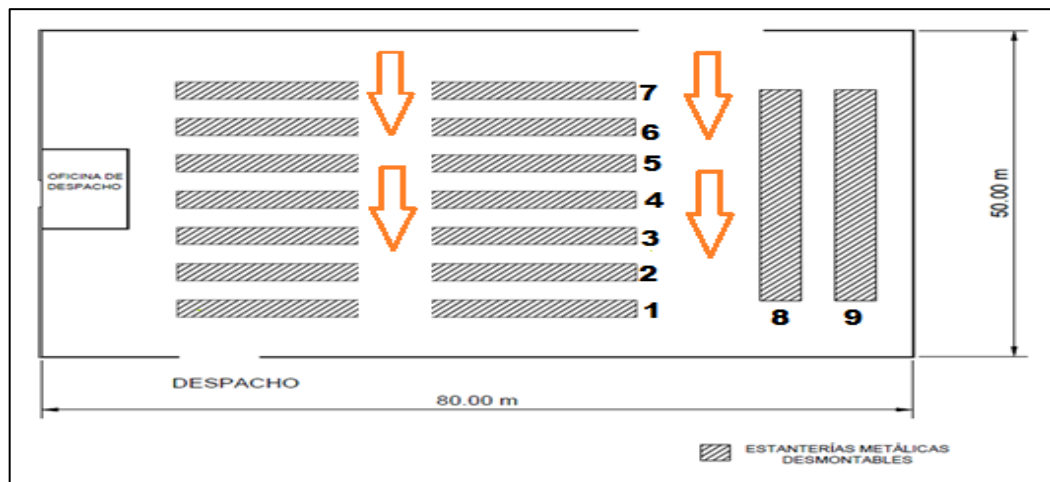 7
6
5
4
3
2
1
8 9
OFICINA DE
DESPACHO
50.00 m
DESPACHO
80.00 m
ESTANTERÍAS METÁLICAS
DESMONTABLES